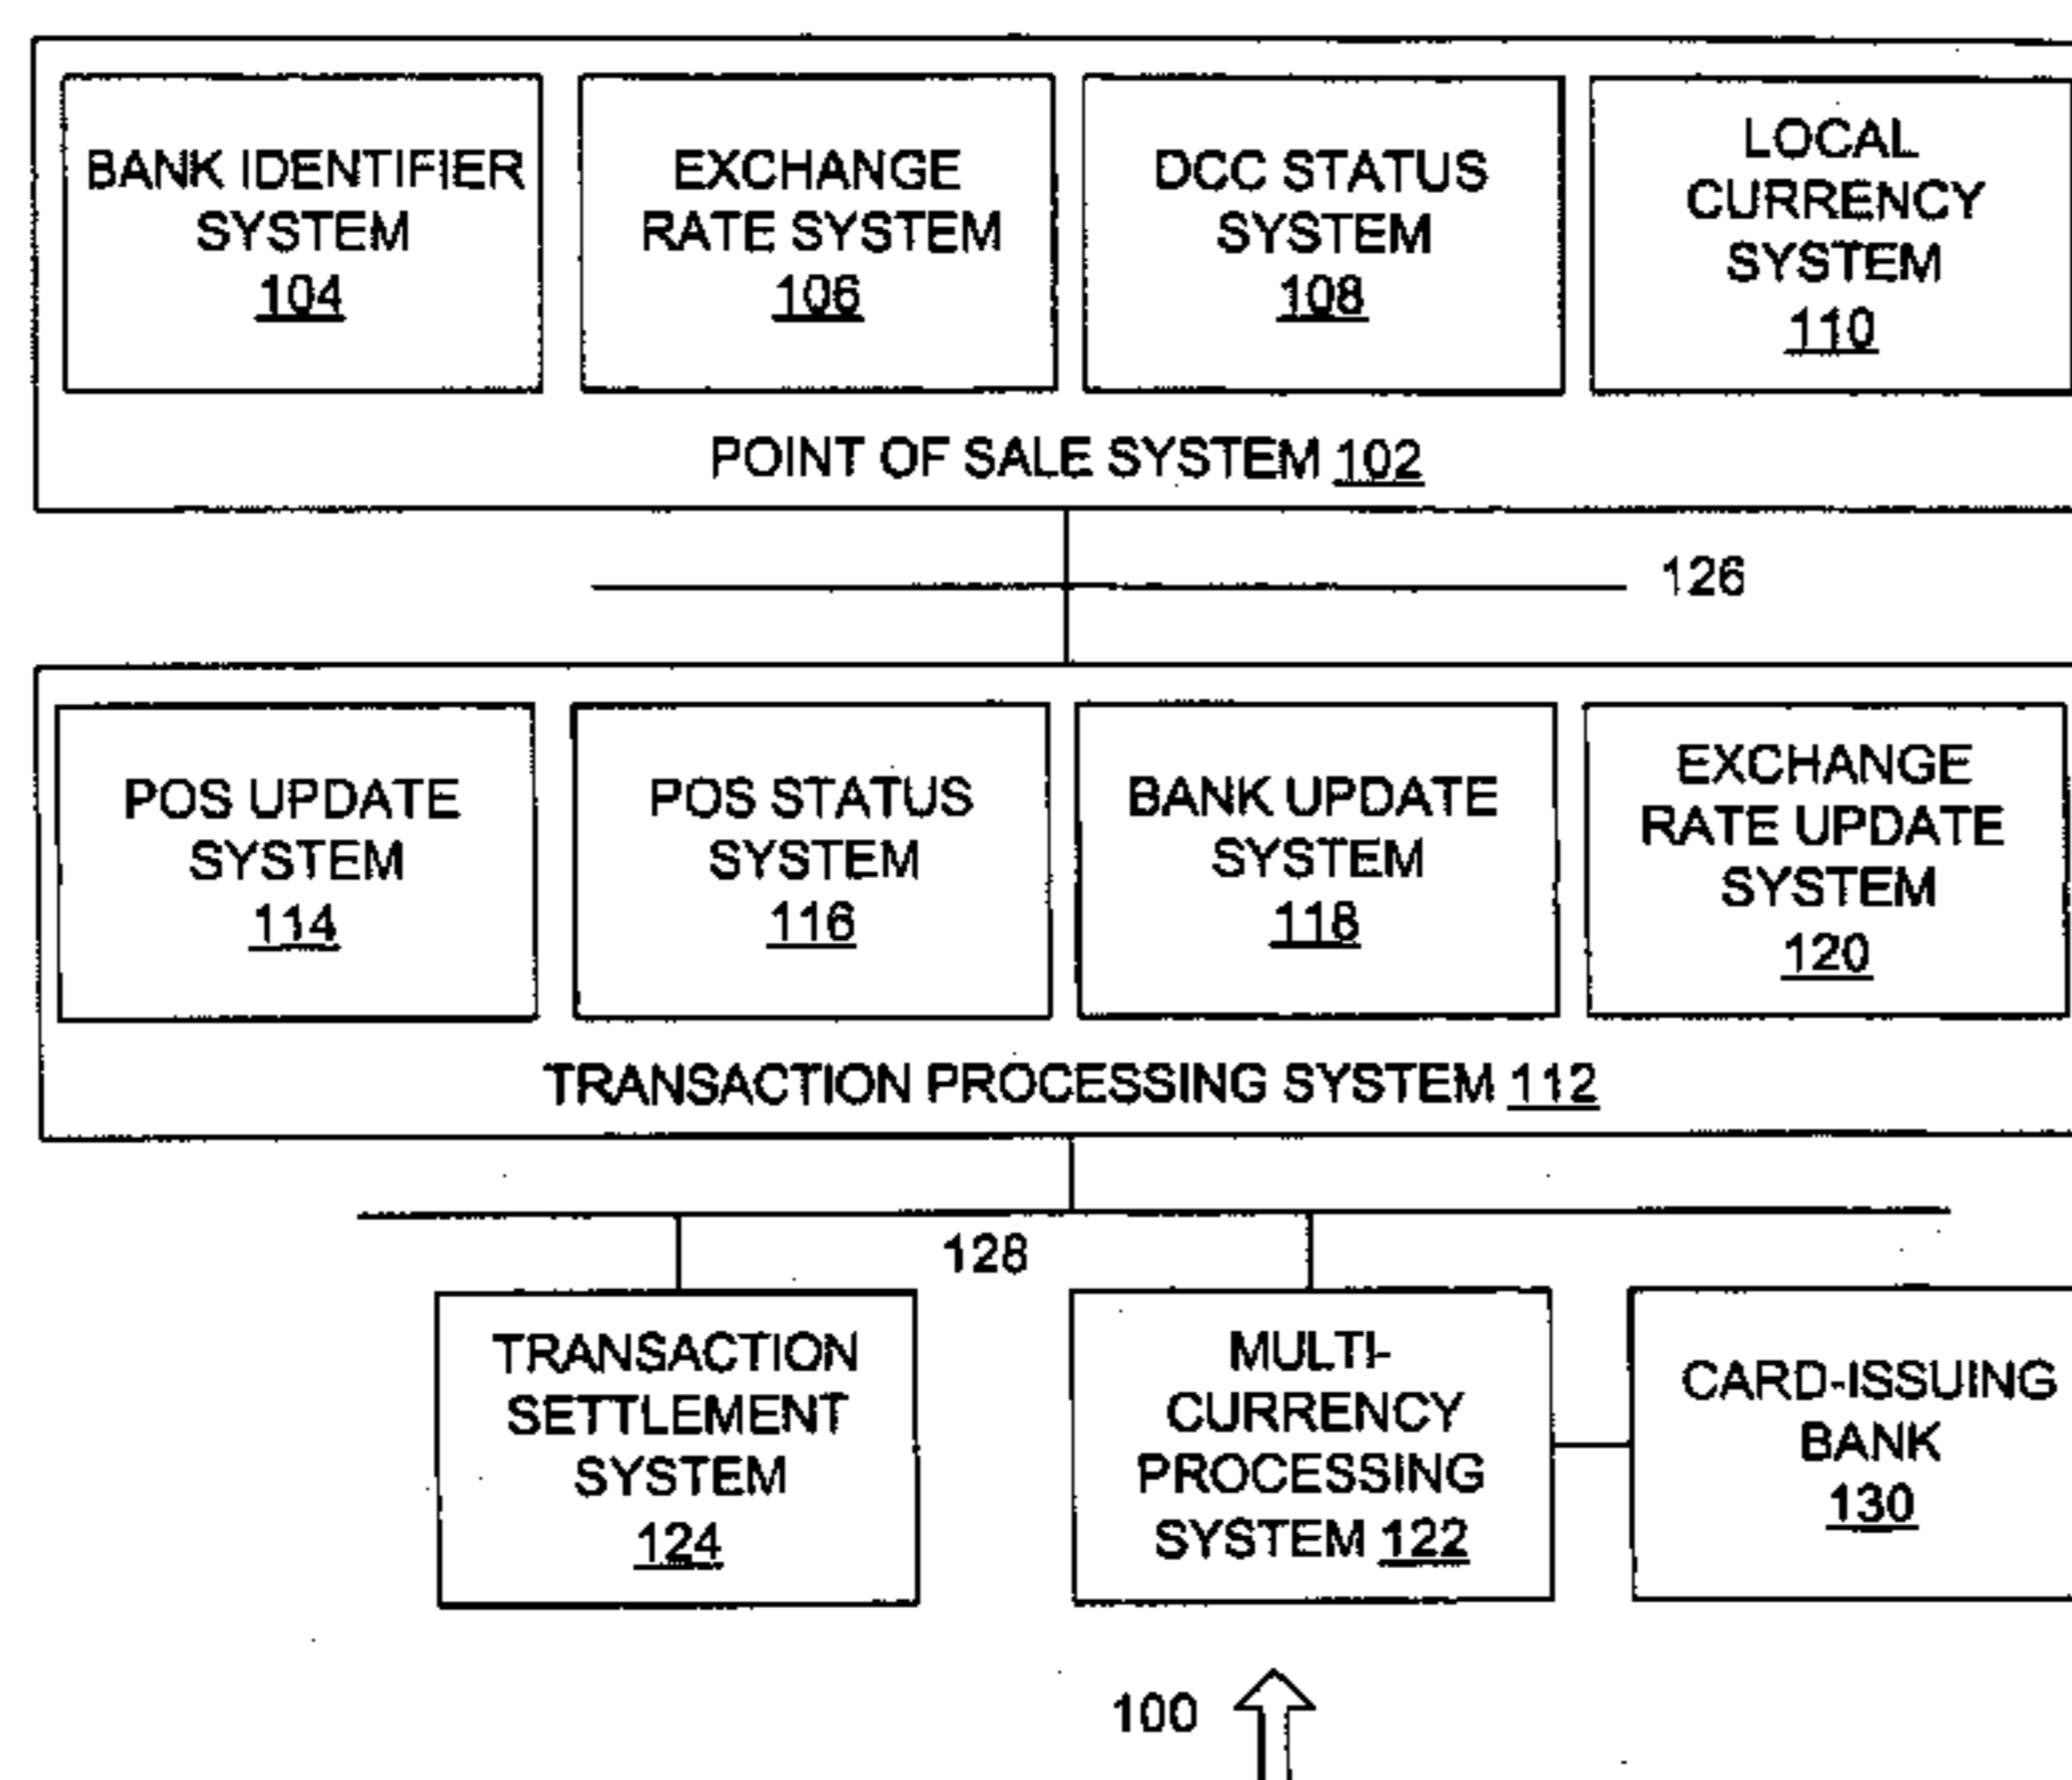 BANK IDENTIFIER
SYSTEM
104
EXCHANGE
RATE SYSTEM
106
DCC STATUS
SYSTEM
108
LOCAL
CURRENCY
SYSTEM
110
POINT OF SALE SYSTEM 102
126
POS UPDATE
SYSTEM
114
POS STATUS
SYSTEM
116
BANK UPDATE
SYSTEM
118
EXCHANGE
RATE UPDATE
SYSTEM
120
TRANSACTION PROCESSING SYSTEM 112
128
TRANSACTION
SETTLEMENT
SYSTEM
124
MULTI-
CURRENCY
PROCESSING
SYSTEM 122
CARD-ISSUING
BANK
130
100